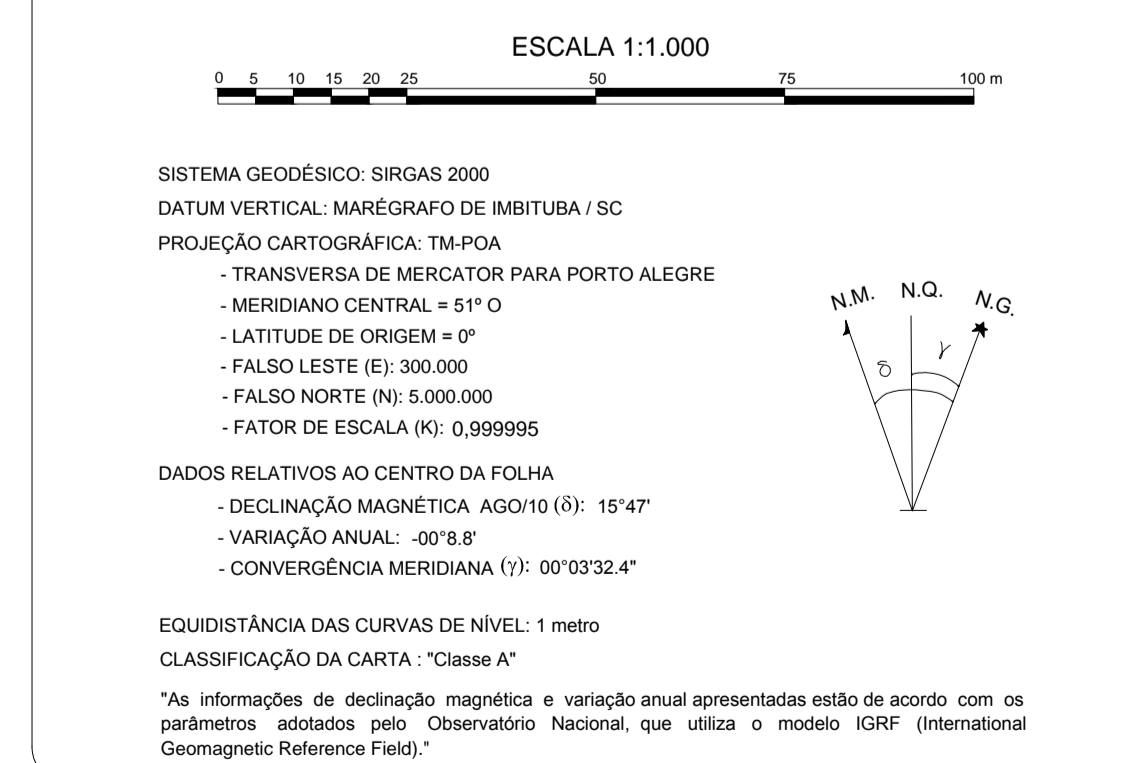 ESCALA 1:1.000
0 5 10 15 20 25 50 75 100 m
SISTEMA GEODÉSICO: SIRGAS 2000
DATUM VERTICAL: MARÉGRAFO DE IMBITUBA / SC
PROJEÇÃO CARTOGRÁFICA: TM-POA
- TRANSVERSA DE MERCATOR PARA PORTO ALEGRE
- MERIDIANO CENTRAL = 51º O
- LATITUDE DE ORIGEM = 0º
- FALSO LESTE (E): 300.000
- FALSO NORTE (N): 5.000.000
- FATOR DE ESCALA (K): 0,999995
N.M. N.Q. N.G.
δ γ
DADOS RELATIVOS AO CENTRO DA FOLHA
- DECLINAÇÃO MAGNÉTICA AGO/10 (δ): 15°47'
- VARIAÇÃO ANUAL: -00°8.8'
- CONVERGÊNCIA MERIDIANA (γ): 00°03'32.4"
EQUIDISTÂNCIA DAS CURVAS DE NÍVEL: 1 metro
CLASSIFICAÇÃO DA CARTA : "Classe A"
"As informações de declinação magnética e variação anual apresentadas estão de acordo com os
parâmetros adotados pelo Observatório Nacional, que utiliza o modelo IGRF (International
Geomagnetic Reference Field)."